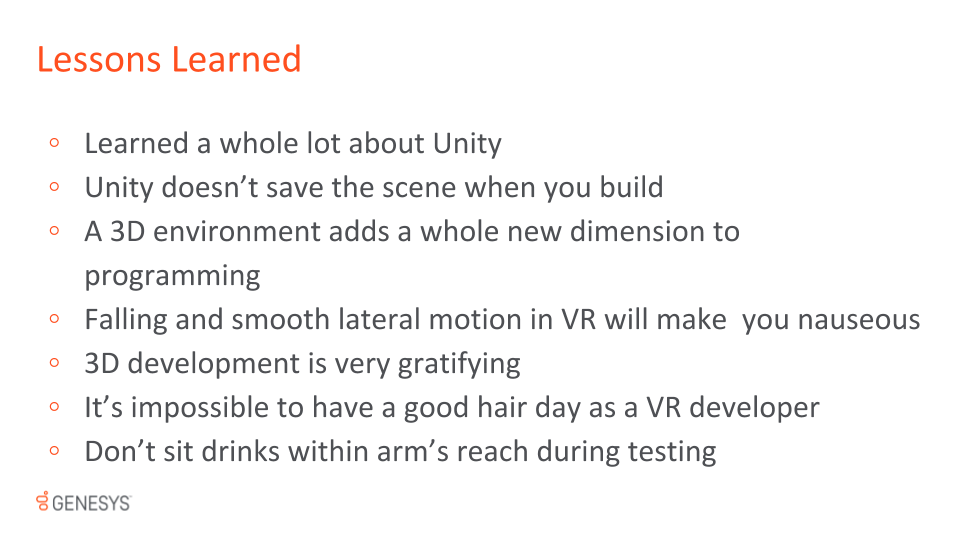 Lessons Learned
◦ Learned a whole lot about Unity
◦ Unity doesn’t save the scene when you build
◦ A 3D environment adds a whole new dimension to
programming
◦ Falling and smooth lateral motion in VR will make  you nauseous
◦ 3D development is very gratifying
◦ It’s impossible to have a good hair day as a VR developer
◦ Don’t sit drinks within arm’s reach during testing
GENESYS